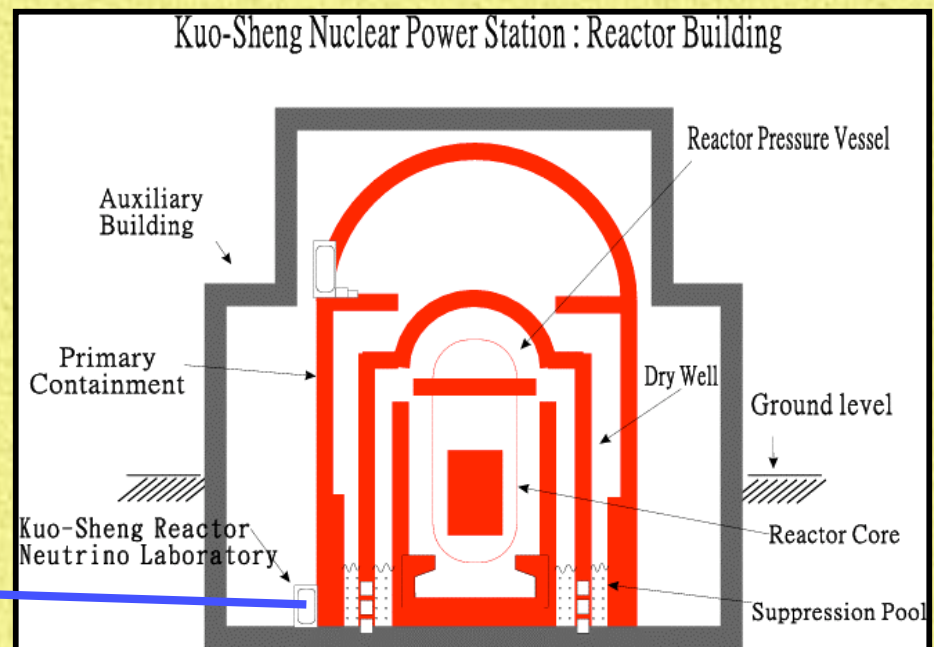 Kuo-Sheng Nuclear Power Station : Reactor Building
Reactor Pressure Vessel
Auxiliary
Building
Primary
Containment
Dry Well
Ground level
Kuo-Sheng Reactor
Neutrino Laboratory
Reactor Core
Suppression Pool